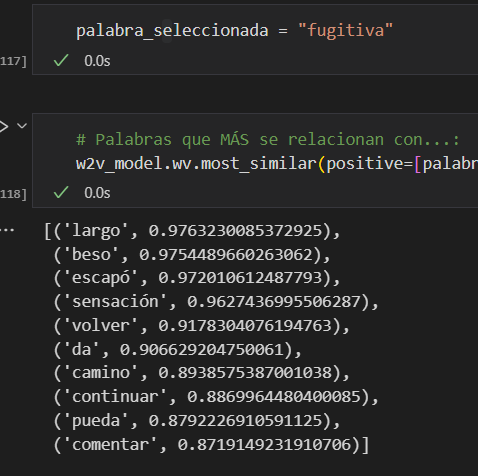 palabra_seleccionada = "fugitiva"
117]
0.0s
# Palabras que MÁS se relacionan con...:
w2v_model.wv.most_similar(positive=[palabr
118]
0.0s
...
[('largo', 0.9763230085372925),
('beso', 0.9754489660263062),
('escapó', 0.972010612487793),
('sensación', 0.9627436995506287),
('volver', 0.9178304076194763),
('da', 0.906629204750061),
('camino', 0.8938575387001038),
('continuar', 0.8869964480400085),
('pueda', 0.8792226910591125),
('comentar', 0.8719149231910706)]